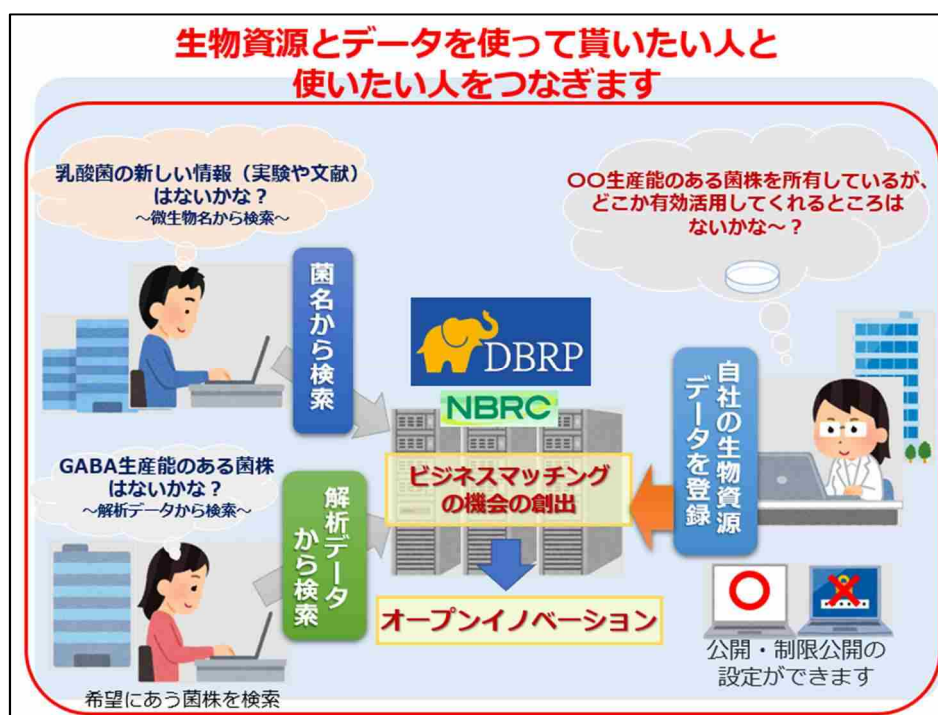 生物資源とデータを使って貰いたい人と
使いたい人をつなぎます
乳酸菌の新しい情報（実験や文献）
はないかな？
～微生物名から検索～
菌名から検索
GABA生産能のある菌株
はないかな？
～解析データから検索～
解析データ
から検索
希望にあう菌株を検索
DBRP
NBRC
ビジネスマッチング
の機会の創出
オープンイノベーション
〇〇生産能のある菌株を所有しているが、
どこか有効活用してくれるところは
ないかな～？
自社の生物資源
データを登録
公開・制限公開の
設定ができます